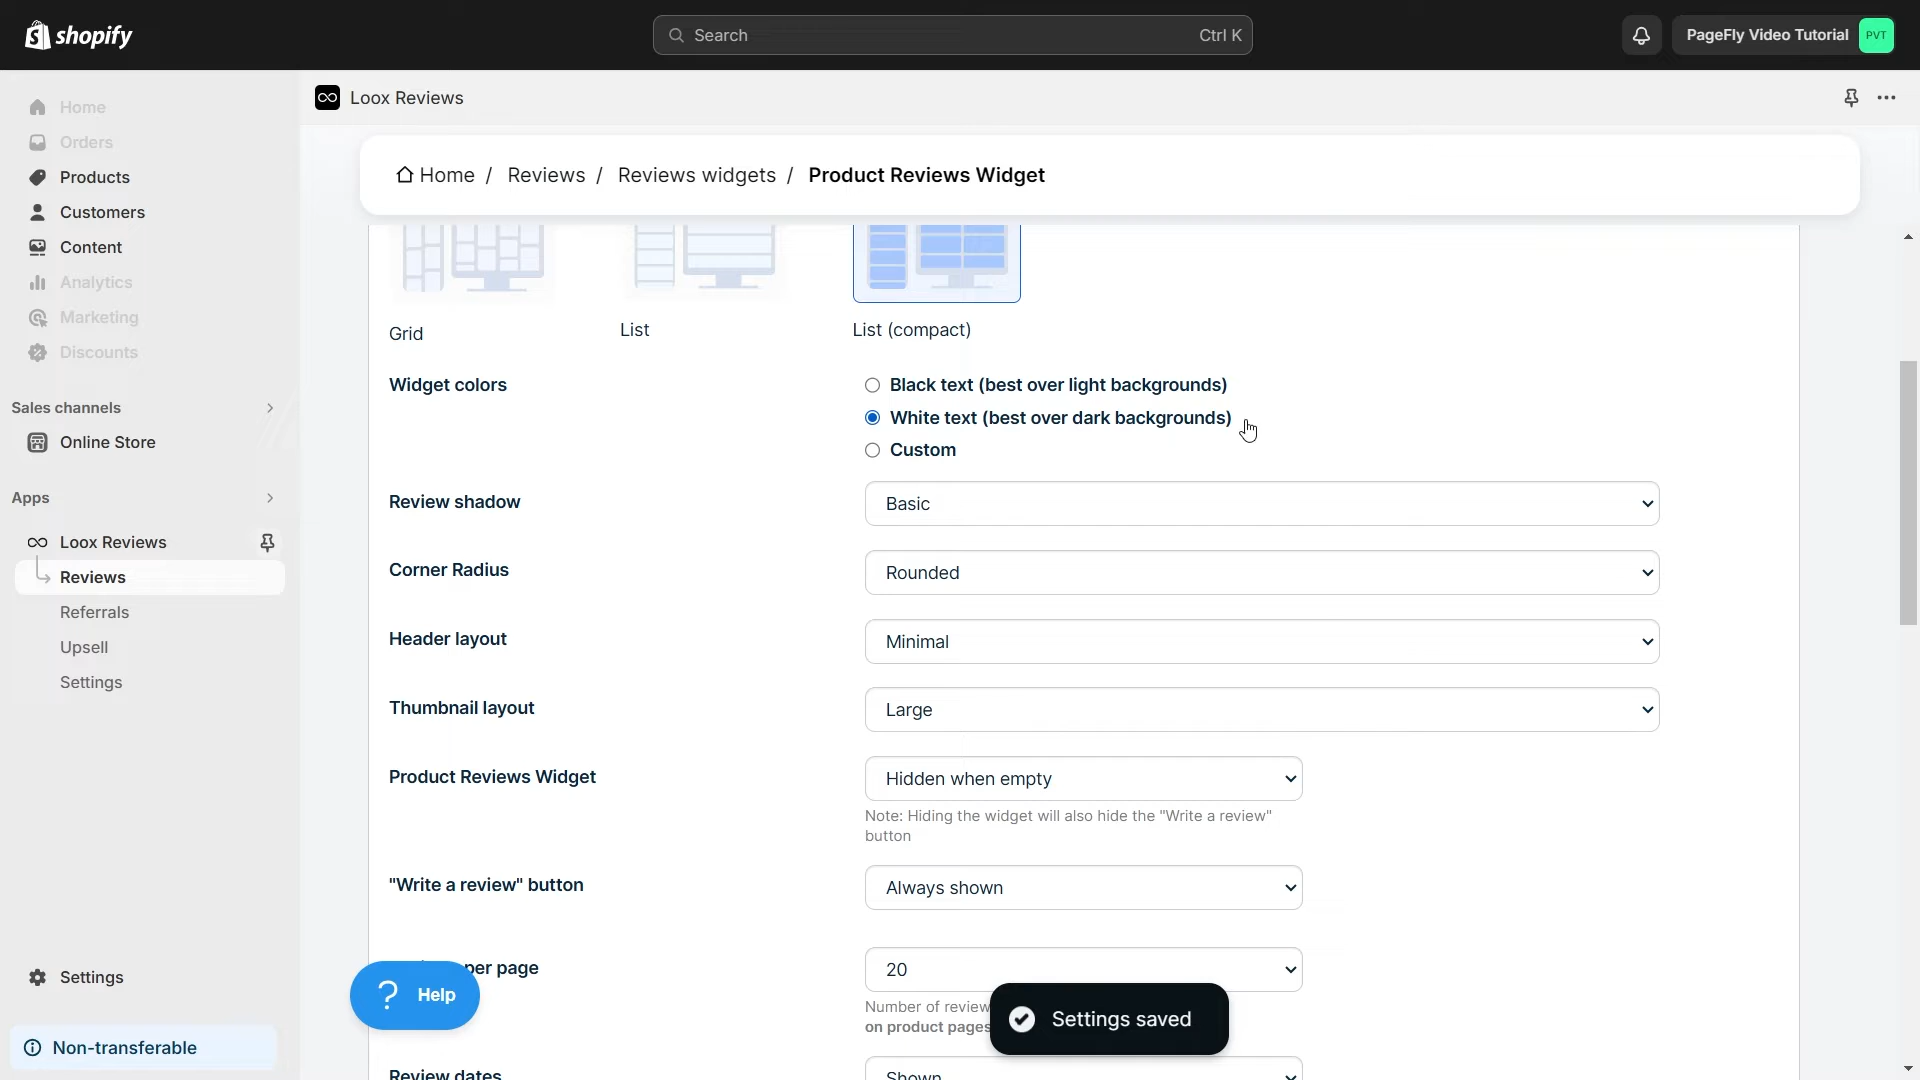 shopify
Search
Ctrl K
PageFly Video Tutorial
PVT
Home
Orders
Products
Customers
Content
Analytics
Marketing
Discounts
Sales channels
Online Store
Apps
Loox Reviews
Reviews
Referrals
Upsell
Settings
Settings
Non-transferable
Loox Reviews
Home / Reviews / Reviews widgets / Product Reviews Widget
Grid
List
List (compact)
Widget colors
Black text (best over light backgrounds)
White text (best over dark backgrounds)
Custom
Review shadow
Basic
Corner Radius
Rounded
Header layout
Minimal
Thumbnail layout
Large
Product Reviews Widget
Hidden when empty
Note: Hiding the widget will also hide the "Write a review"
button
"Write a review" button
Always shown
per page
20
Number of review
on product pages
Review dates
Shown
Help
Settings saved